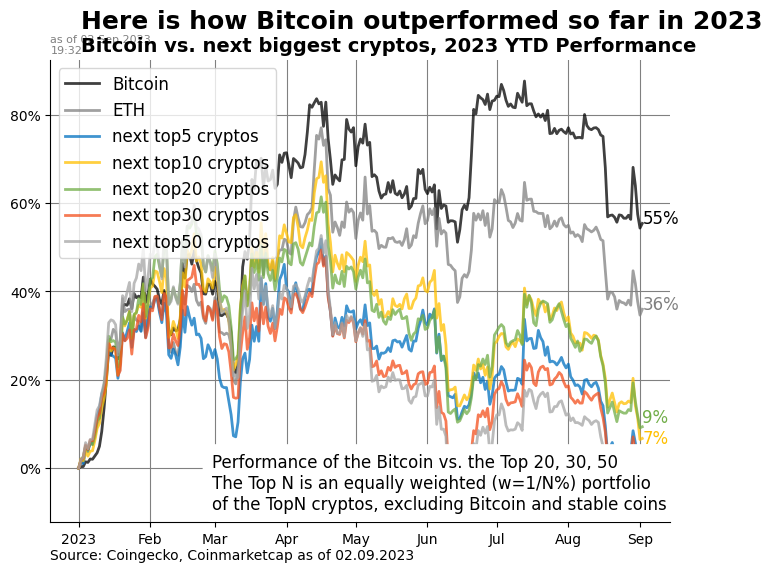 Here is how Bitcoin outperformed so far in 2023
as of 02 Sep 2023
19:32
Bitcoin vs. next biggest cryptos, 2023 YTD Performance
Bitcoin
ETH
next top5 cryptos
next top10 cryptos
next top20 cryptos
next top30 cryptos
next top50 cryptos
80%
60%
40%
20%
0%
55%
36%
9%
7%
Performance of the Bitcoin vs. the Top 20, 30, 50
The Top N is an equally weighted (w=1/N%) portfolio
of the TopN cryptos, excluding Bitcoin and stable coins
2023 Feb Mar Apr May Jun Jul Aug Sep
Source: Coingecko, Coinmarketcap as of 02.09.2023